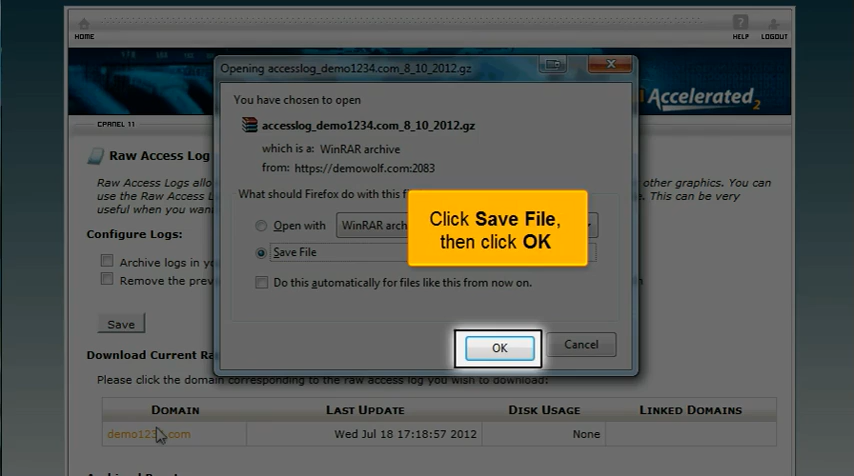 HOME
HELP
LOGOUT
Opening accesslog_demo1234.com_8_10_2012.gz
Accelerated2
You have chosen to open
CPANEL 11
accesslog_demo1234.com_8_10_2012.gz
which is a: WinRAR archive
from: https://demowolf.com:2083
Raw Access Log
Raw Access Logs allo
other graphics. You can
use the Raw Access L
. This can be very
useful when you want
What should Firefox do with this f
Open with
WinRAR arch
Click Save File,
then click OK
Configure Logs:
Save File
Archive logs in yo
Remove the prev
Do this automatically for files like this from now on.
Save
OK
Cancel
Download Current Ra
Please click the domain corresponding to the raw access log you wish to download:
DOMAIN LAST UPDATE DISK USAGE LINKED DOMAINS
demo1234.com Wed Jul 18 17:18:57 2012 None